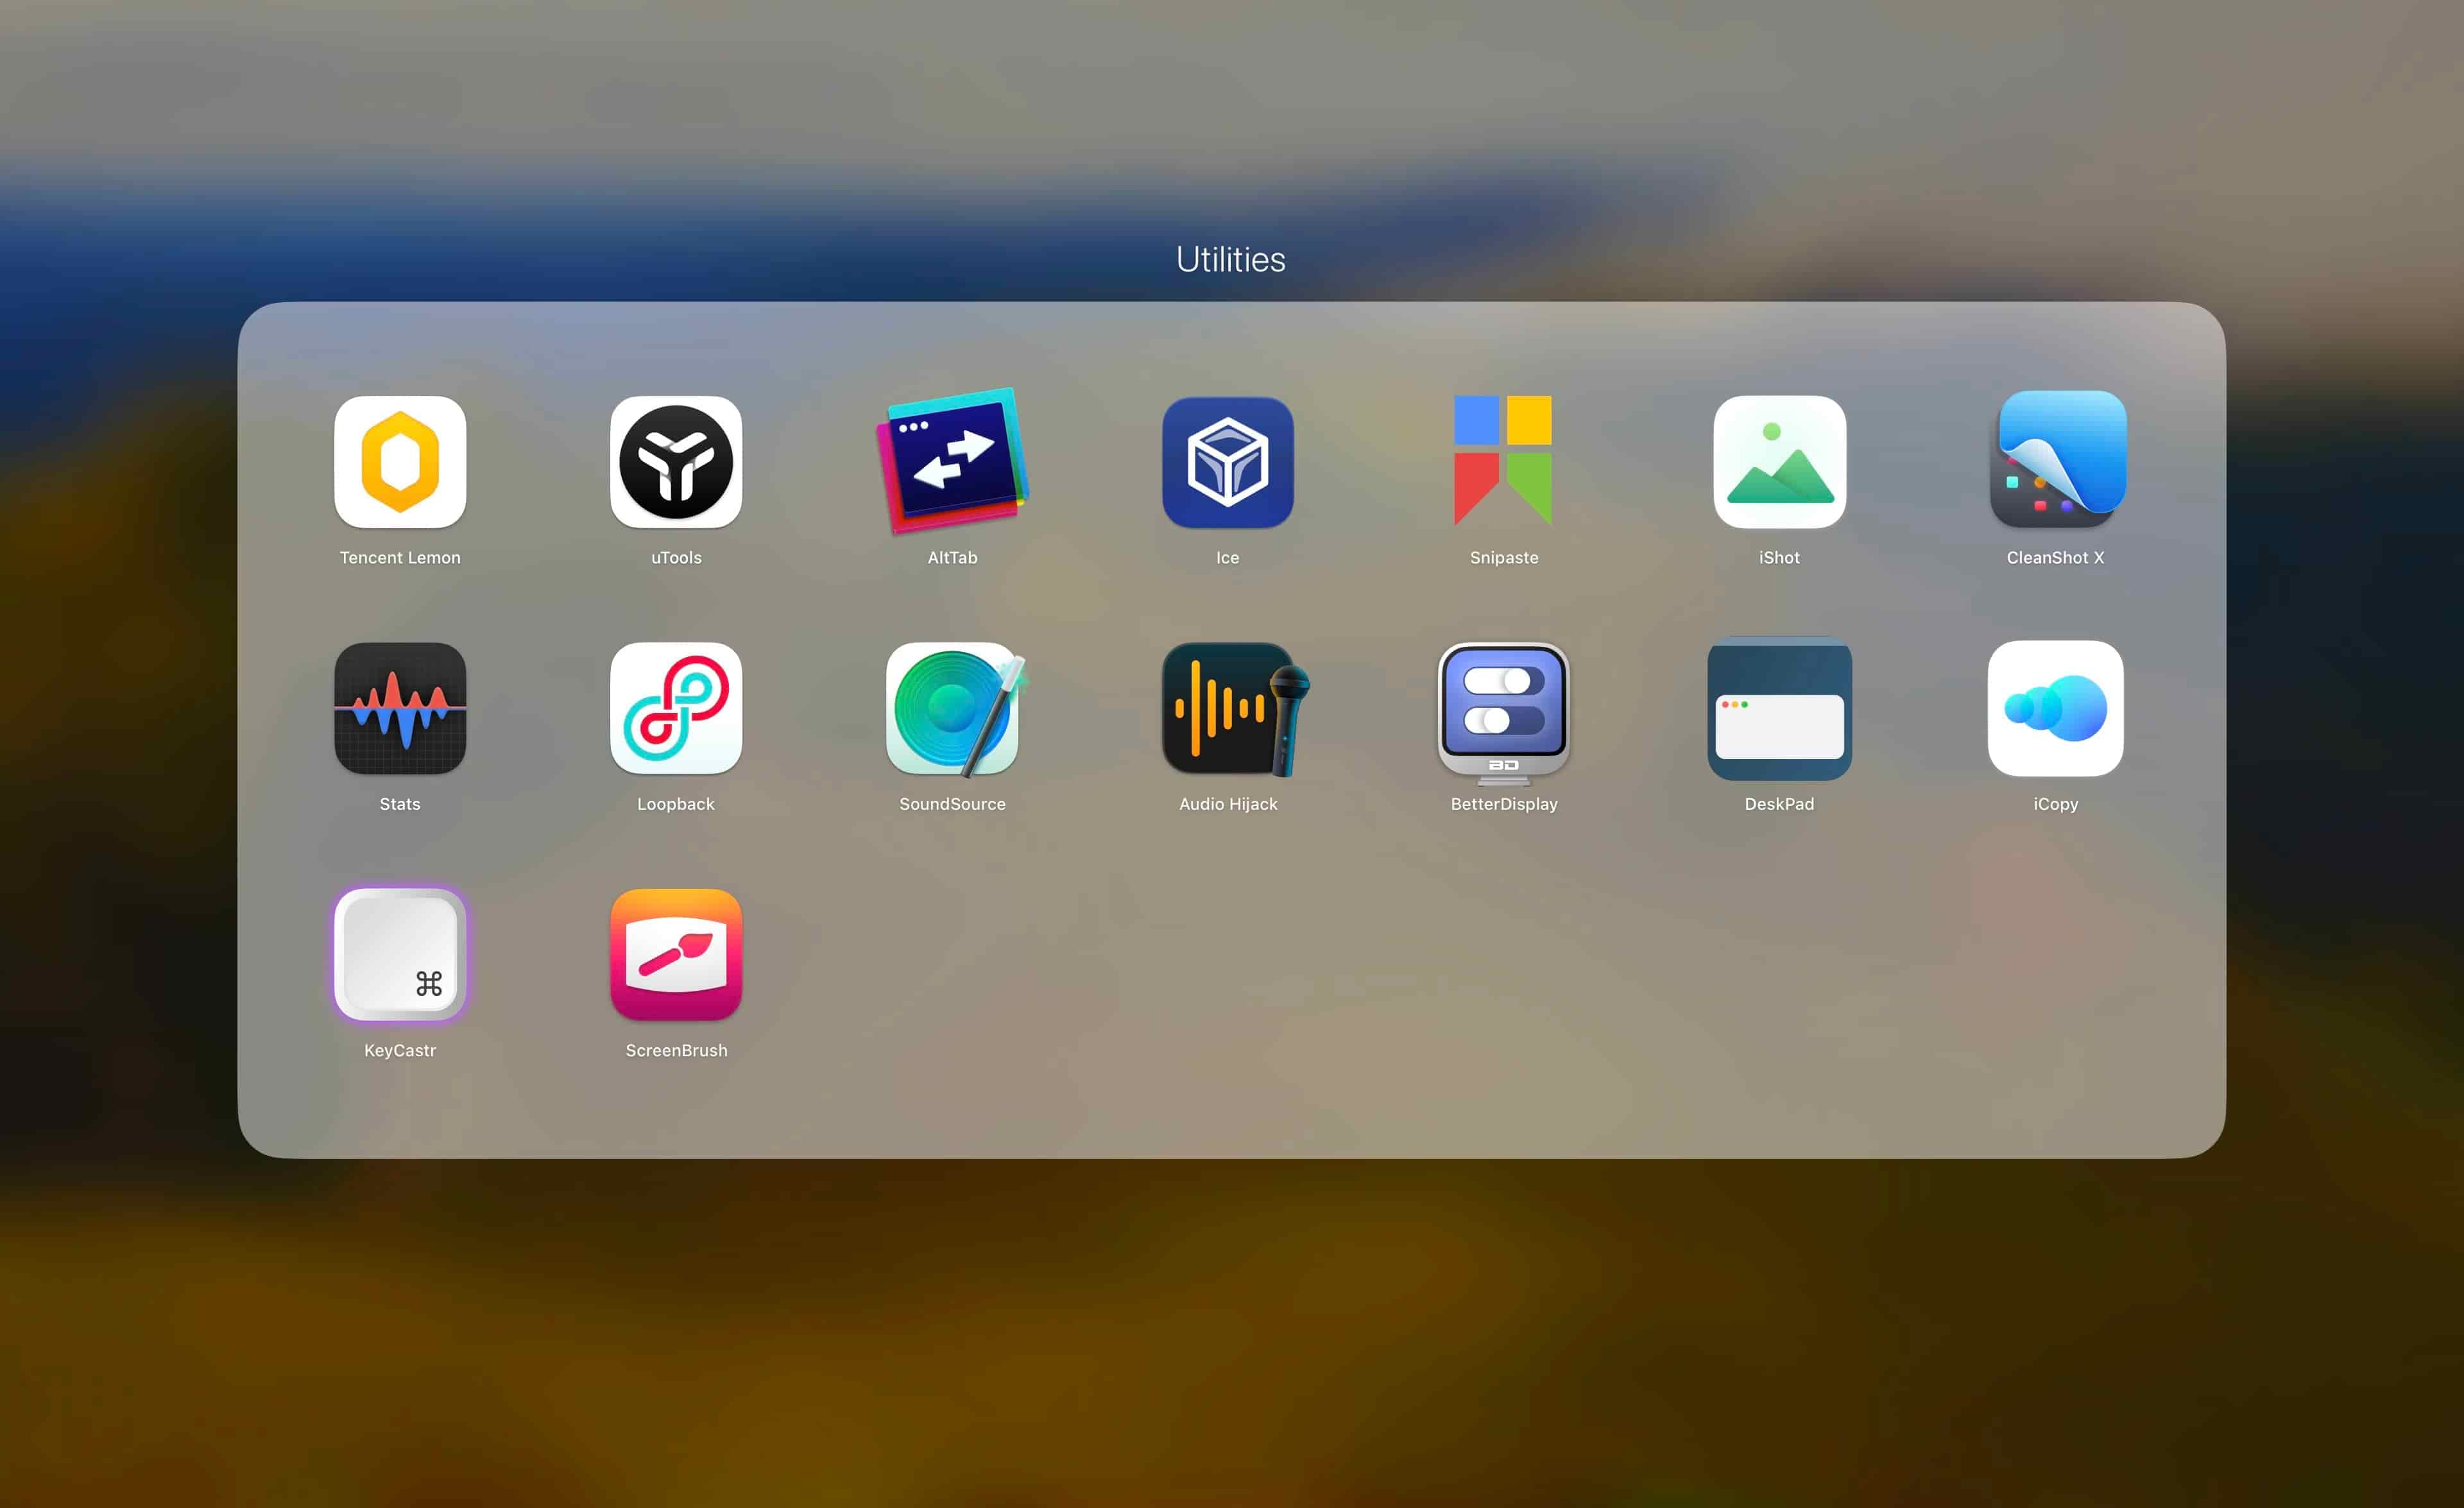 Utilities
Tencent Lemon
uTools
AltTab
Ice
Snipaste
iShot
CleanShot X
Stats
Loopback
SoundSource
Audio Hijack
BD
BetterDisplay
DeskPad
iCopy
⌘
KeyCastr
ScreenBrush